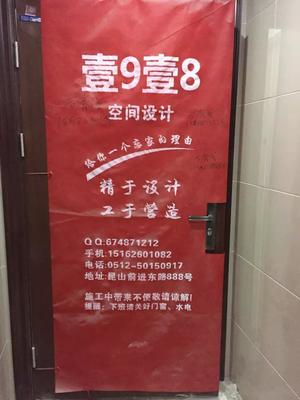 壹9壹8
空间设计
给你一个恋家的理由
精于设计
工于营造
QQ:674871212
手机:15162601082
电话:0512-50150917
地址:昆山前进东路888号
施工中带来不便敬请谅解!
提醒:下班请关好门窗、水电